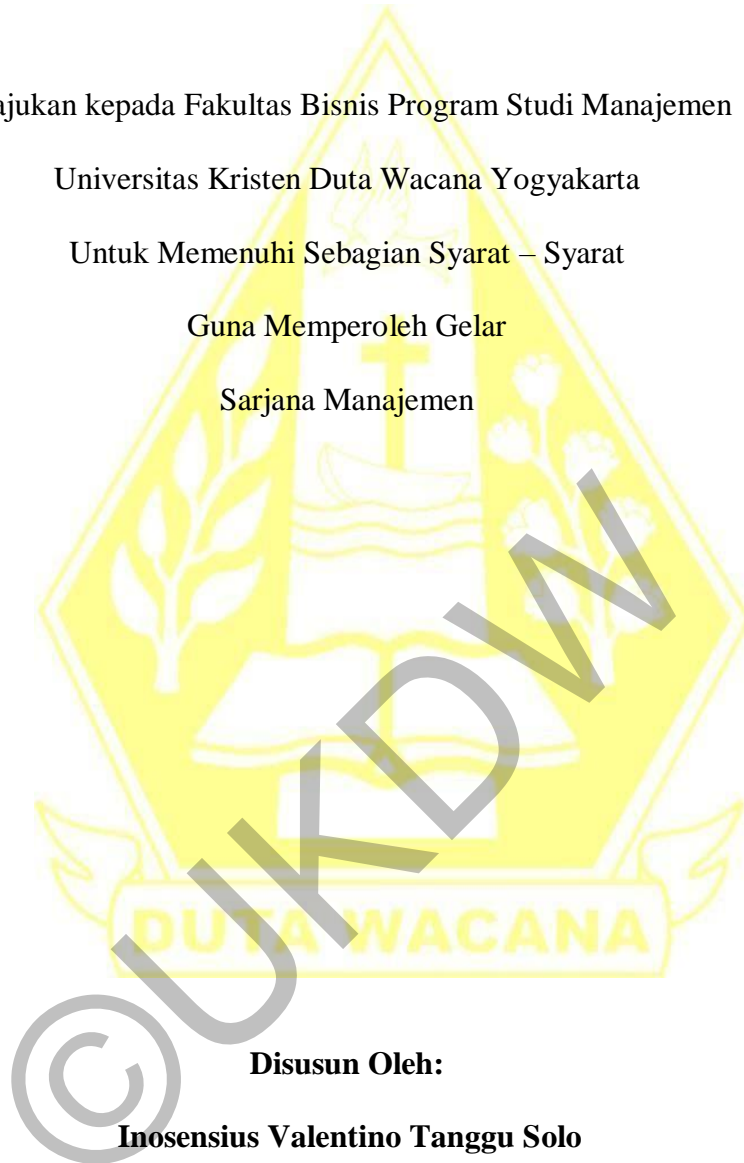 ajukan kepada Fakultas Bisnis Program Studi Manajemen
Universitas Kristen Duta Wacana Yogyakarta
Untuk Memenuhi Sebagian Syarat – Syarat
Guna Memperoleh Gelar
Sarjana Manajemen
DUTA WACANA
©UKDW
Disusun Oleh:
Inosensius Valentino Tanggu Solo